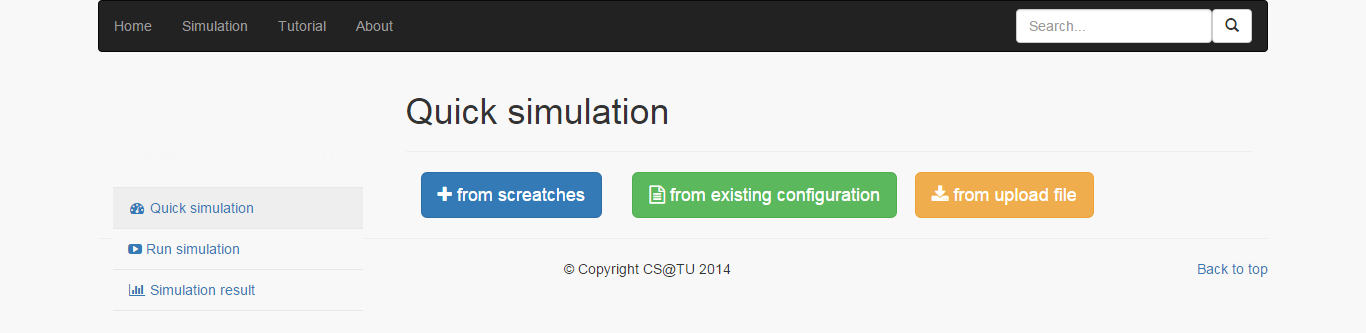 Home Simulation Tutorial About Search...
Quick simulation
from screatches from existing configuration from upload file
Quick simulation
Run simulation
Simulation result
© Copyright CS@TU 2014 Back to top